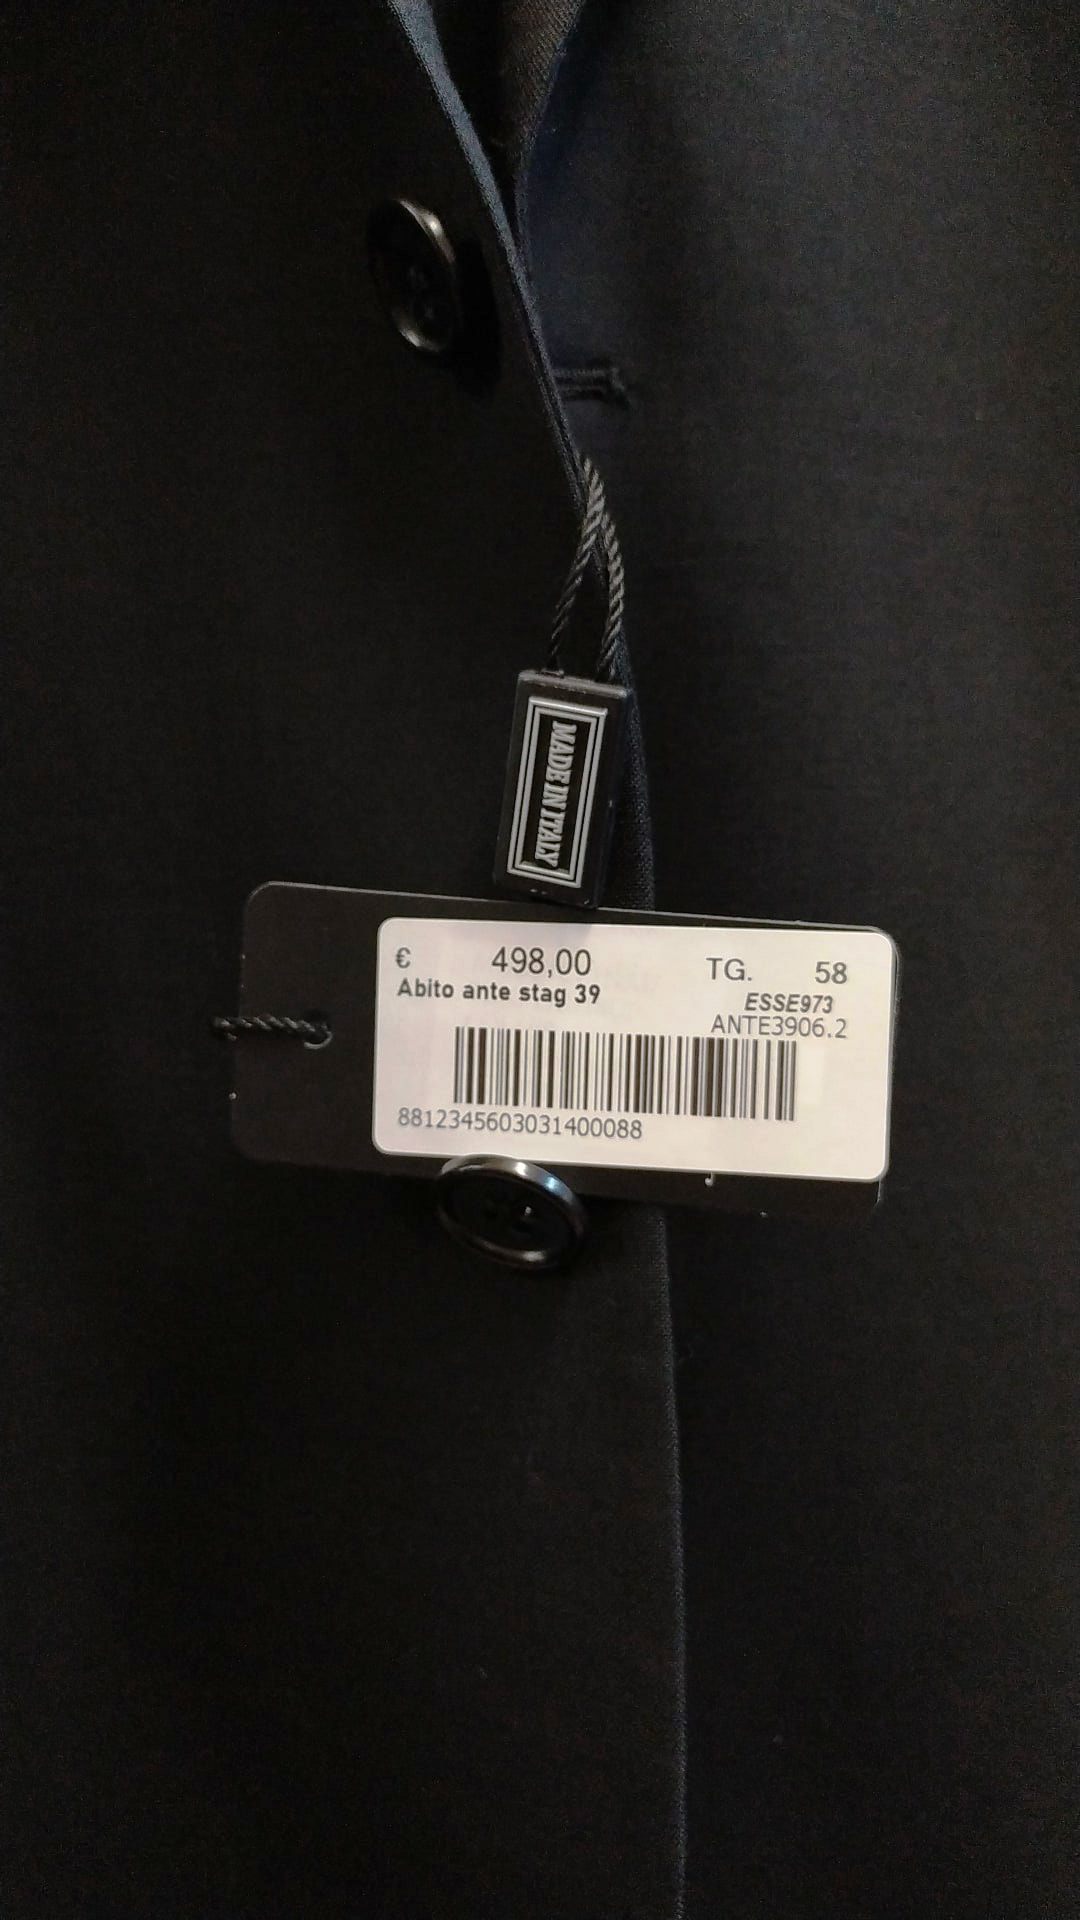 MADE IN ITALY
€ 498,00 TG. 58
Abito ante stag 39 ESSE973
ANTE3906.2
8812345603031400088